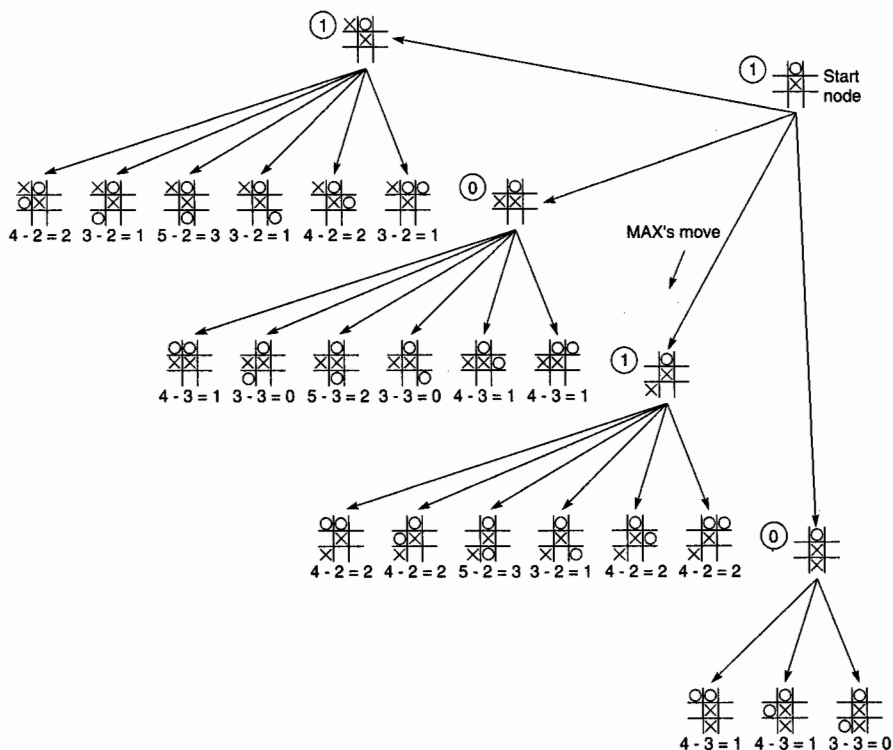 1
1
Start
node
4 - 2 = 2 3 - 2 = 1 5 - 2 = 3 3 - 2 = 1 4 - 2 = 2 3 - 2 = 1
0
MAX's move
4 - 3 = 1 3 - 3 = 0 5 - 3 = 2 3 - 3 = 0 4 - 3 = 1 4 - 3 = 1
1
4 - 2 = 2 4 - 2 = 2 5 - 2 = 3 3 - 2 = 1 4 - 2 = 2 4 - 2 = 2
0
4 - 3 = 1 4 - 3 = 1 3 - 3 = 0